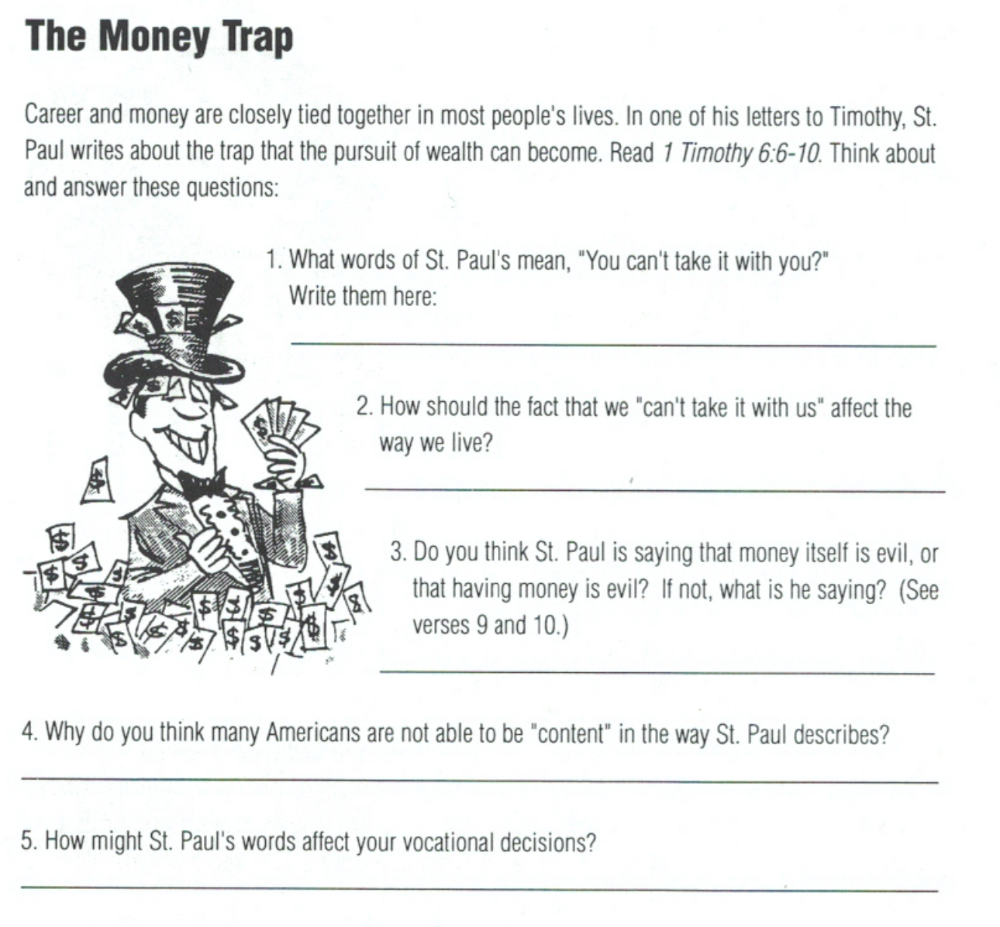 The Money Trap
Career and money are closely tied together in most people's lives. In one of his letters to Timothy, St.
Paul writes about the trap that the pursuit of wealth can become. Read 1 Timothy 6:6-10. Think about
and answer these questions:
1. What words of St. Paul's mean, "You can't take it with you?"
Write them here:
2. How should the fact that we "can't take it with us" affect the
way we live?
3. Do you think St. Paul is saying that money itself is evil, or
that having money is evil? If not, what is he saying? (See
verses 9 and 10.)
4. Why do you think many Americans are not able to be "content" in the way St. Paul describes?
5. How might St. Paul's words affect your vocational decisions?